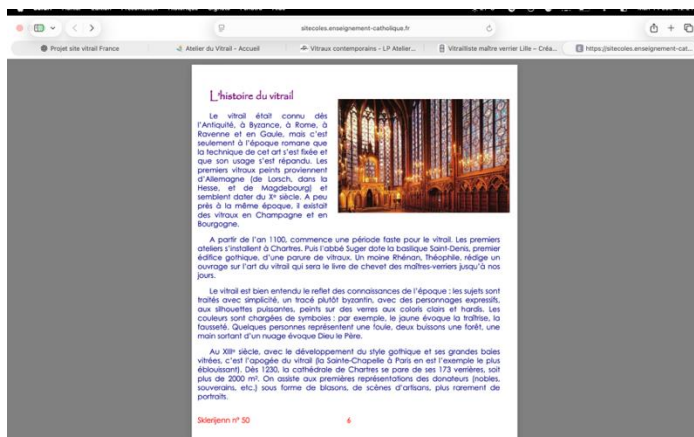 sitecoles.enseignement-catholique.fr
Projet site vitrail France
Atelier du Vitrail - Accueil
Vitraux contemporains - LP Atelier...
Vitrailliste maître verrier Lille – Créa...
https://sitecoles.enseignement-cat...
L'histoire du vitrail
Le vitrail était connu dès
l'Antiquité, à Byzance, à Rome, à
Ravenne et en Gaule, mais c'est
seulement à l'époque romane que
la technique de cet art s'est fixée et
que son usage s'est répandu. Les
premiers vitraux peints proviennent
d'Allemagne (de Lorsch, dans la
Hesse, et de Magdebourg) et
semblent dater du Xe siècle. A peu
près à la même époque, il existait
des vitraux en Champagne et en
Bourgogne.
A partir de l'an 1100, commence une période faste pour le vitrail. Les premiers
ateliers s'installent à Chartres. Puis l'abbé Suger dote la basilique Saint-Denis, premier
édifice gothique, d'une parure de vitraux. Un moine Rhénan, Théophile, rédige un
ouvrage sur l'art du vitrail qui sera le livre de chevet des maîtres-verriers jusqu'à nos
jours.
Le vitrail est bien entendu le reflet des connaissances de l'époque : les sujets sont
traités avec simplicité, un tracé plutôt byzantin, avec des personnages expressifs,
aux silhouettes puissantes, peints sur des verres aux coloris clairs et hardis. Les
couleurs sont chargées de symboles : par exemple, le jaune évoque la traîtrise, la
fausseté. Quelques personnes représentent une foule, deux buissons une forêt, une
main sortant d'un nuage évoque Dieu le Père.
Au XIIIe siècle, avec le développement du style gothique et ses grandes baies
vitrées, c'est l'apogée du vitrail (la Sainte-Chapelle à Paris en est l'exemple le plus
éblouissant). Dès 1230, la cathédrale de Chartres se pare de ses 173 verrières, soit
plus de 2000 m². On assiste aux premières représentations des donateurs (nobles,
souverains, etc.) sous forme de blasons, de scènes d'artisans, plus rarement de
portraits.
Sklerijenn n° 50 6